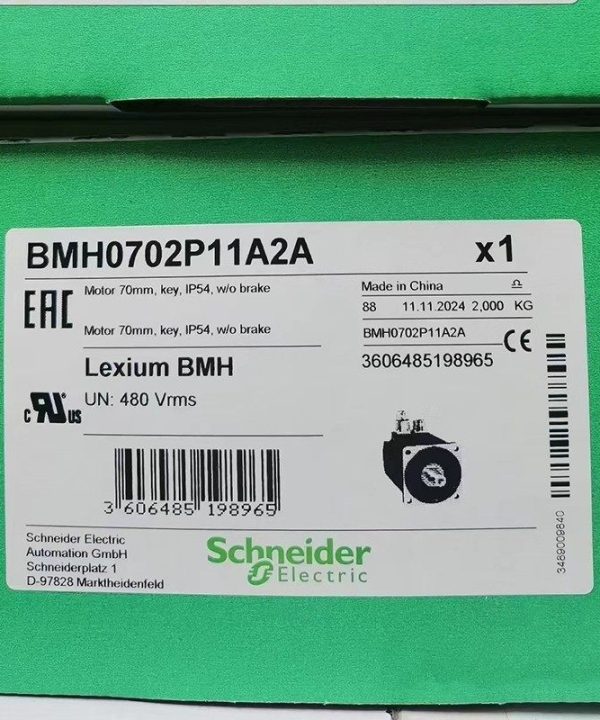 BMH0702P11A2A x1
Motor 70mm, key, IP54, w/o brake
EAC
Motor 70mm, key, IP54, w/o brake
Made in China
88 11.11.2024 2,000 KG
BMH0702P11A2A
CE
3606485198965
Lexium BMH
UN: 480 Vrms
c RU US
3 606485 198965
3489009840
Schneider Electric
Automation GmbH
Schneiderplatz 1
D-97828 Marktheidenfeld
Schneider
Electric